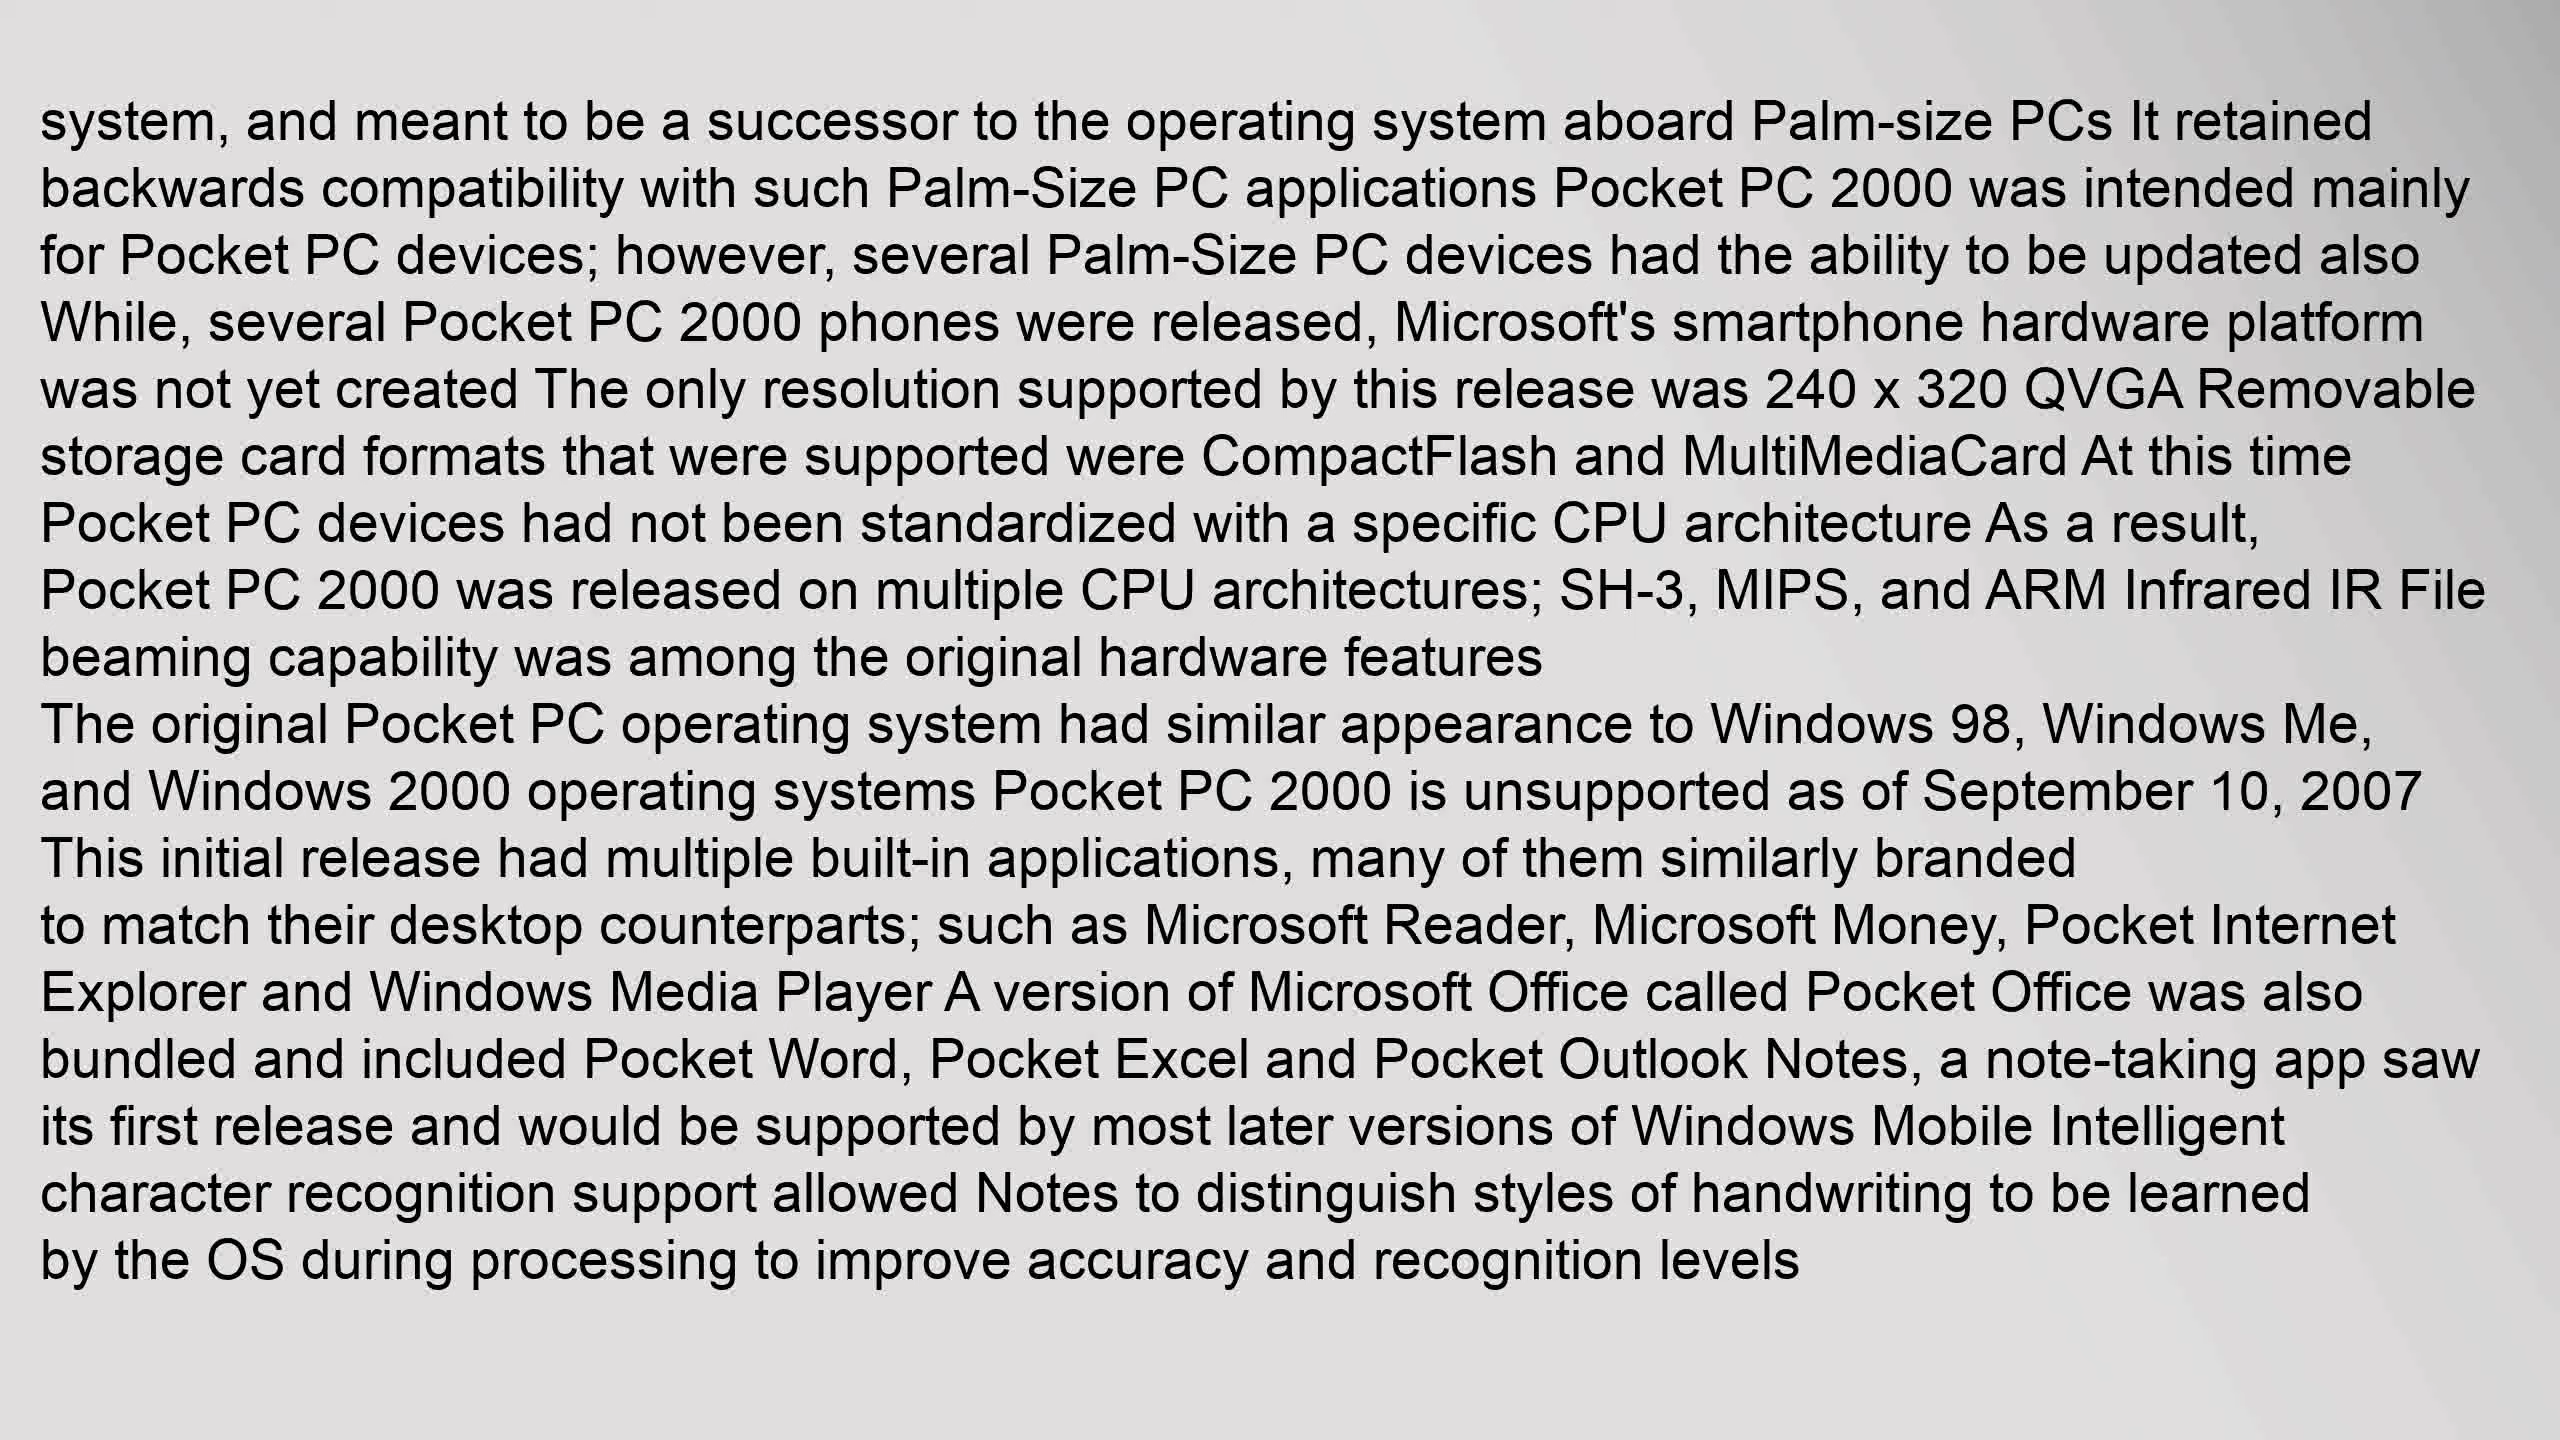 system, and meant to be a successor to the operating system aboard Palm-size PCs It retained
backwards compatibility with such Palm-Size PC applications Pocket PC 2000 was intended mainly
for Pocket PC devices; however, several Palm-Size PC devices had the ability to be updated also
While, several Pocket PC 2000 phones were released, Microsoft's smartphone hardware platform
was not yet created The only resolution supported by this release was 240 x 320 QVGA Removable
storage card formats that were supported were CompactFlash and MultiMediaCard At this time
Pocket PC devices had not been standardized with a specific CPU architecture As a result,
Pocket PC 2000 was released on multiple CPU architectures; SH-3, MIPS, and ARM Infrared IR File
beaming capability was among the original hardware features
The original Pocket PC operating system had similar appearance to Windows 98, Windows Me,
and Windows 2000 operating systems Pocket PC 2000 is unsupported as of September 10, 2007
This initial release had multiple built-in applications, many of them similarly branded
to match their desktop counterparts; such as Microsoft Reader, Microsoft Money, Pocket Internet
Explorer and Windows Media Player A version of Microsoft Office called Pocket Office was also
bundled and included Pocket Word, Pocket Excel and Pocket Outlook Notes, a note-taking app saw
its first release and would be supported by most later versions of Windows Mobile Intelligent
character recognition support allowed Notes to distinguish styles of handwriting to be learned
by the OS during processing to improve accuracy and recognition levels